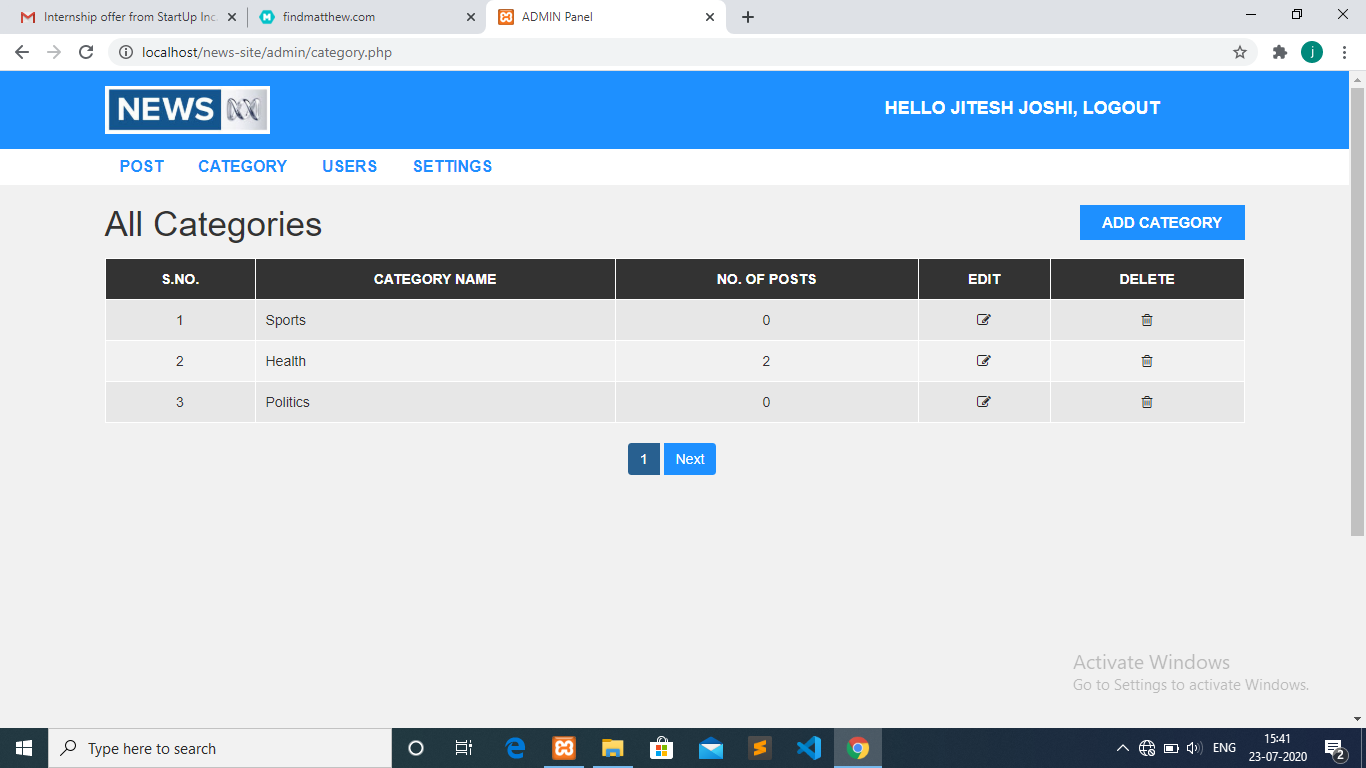 Internship offer from StartUp Inc.
findmatthew.com
ADMIN Panel
localhost/news-site/admin/category.php
j
NEWS
HELLO JITESH JOSHI, LOGOUT
POST CATEGORY USERS SETTINGS
All Categories
ADD CATEGORY
S.NO. CATEGORY NAME NO. OF POSTS EDIT DELETE
1 Sports 0
2 Health 2
3 Politics 0
1 Next
Activate Windows
Go to Settings to activate Windows.
Type here to search
ENG
15:41
23-07-2020
2